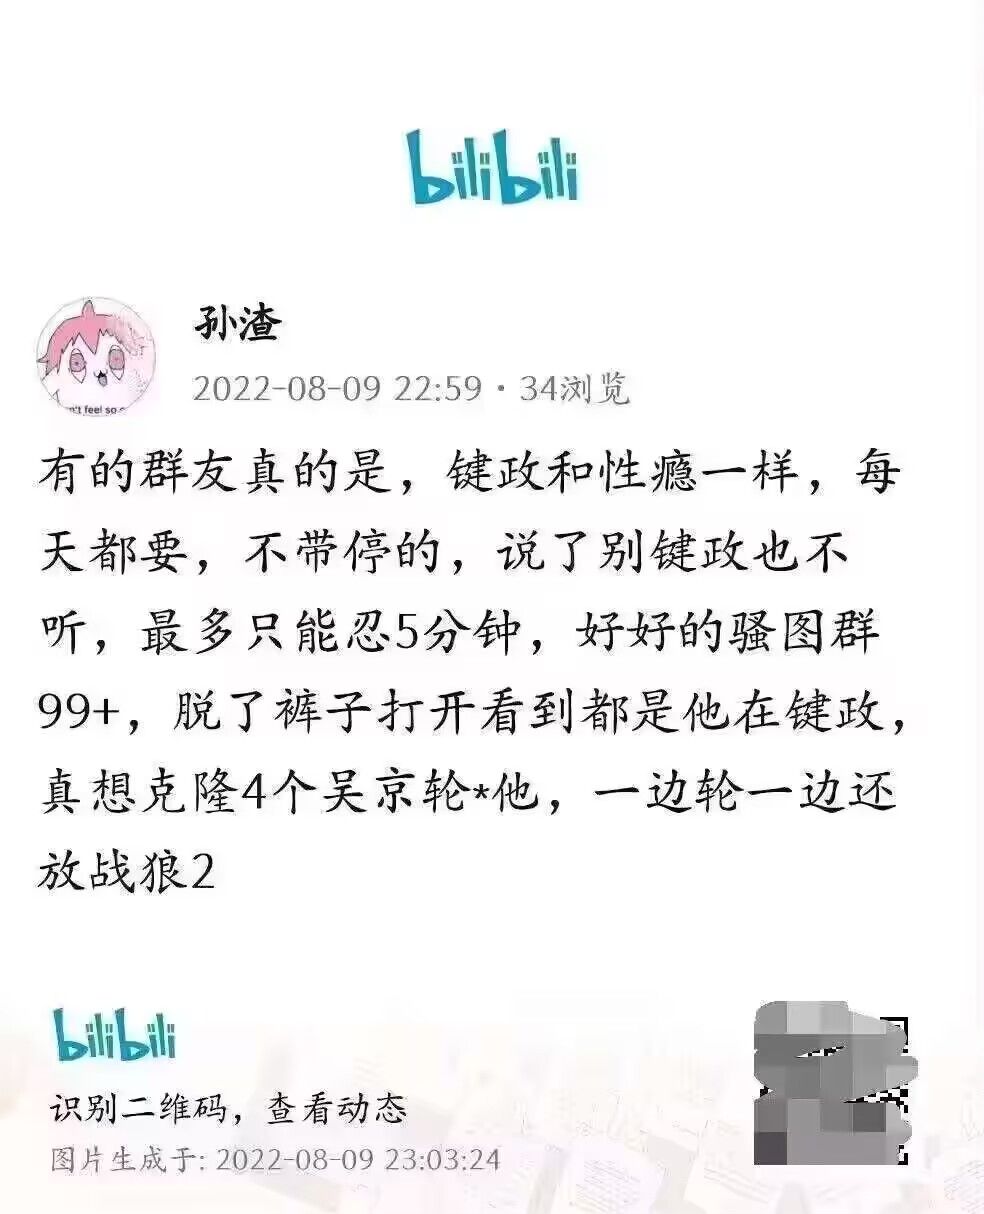 bilibili
孙渣
2022-08-09 22:59·34浏览
有的群友真的是，键政和性瘾一样，每
天都要，不带停的，说了别键政也不
听，最多只能忍5分钟，好好的骚图群
99+，脱了裤子打开看到都是他在键政，
真想克隆4个吴京轮*他，一边轮一边还
放战狼2
bilibili
识别二维码，查看动态
图片生成于: 2022-08-09 23:03:24